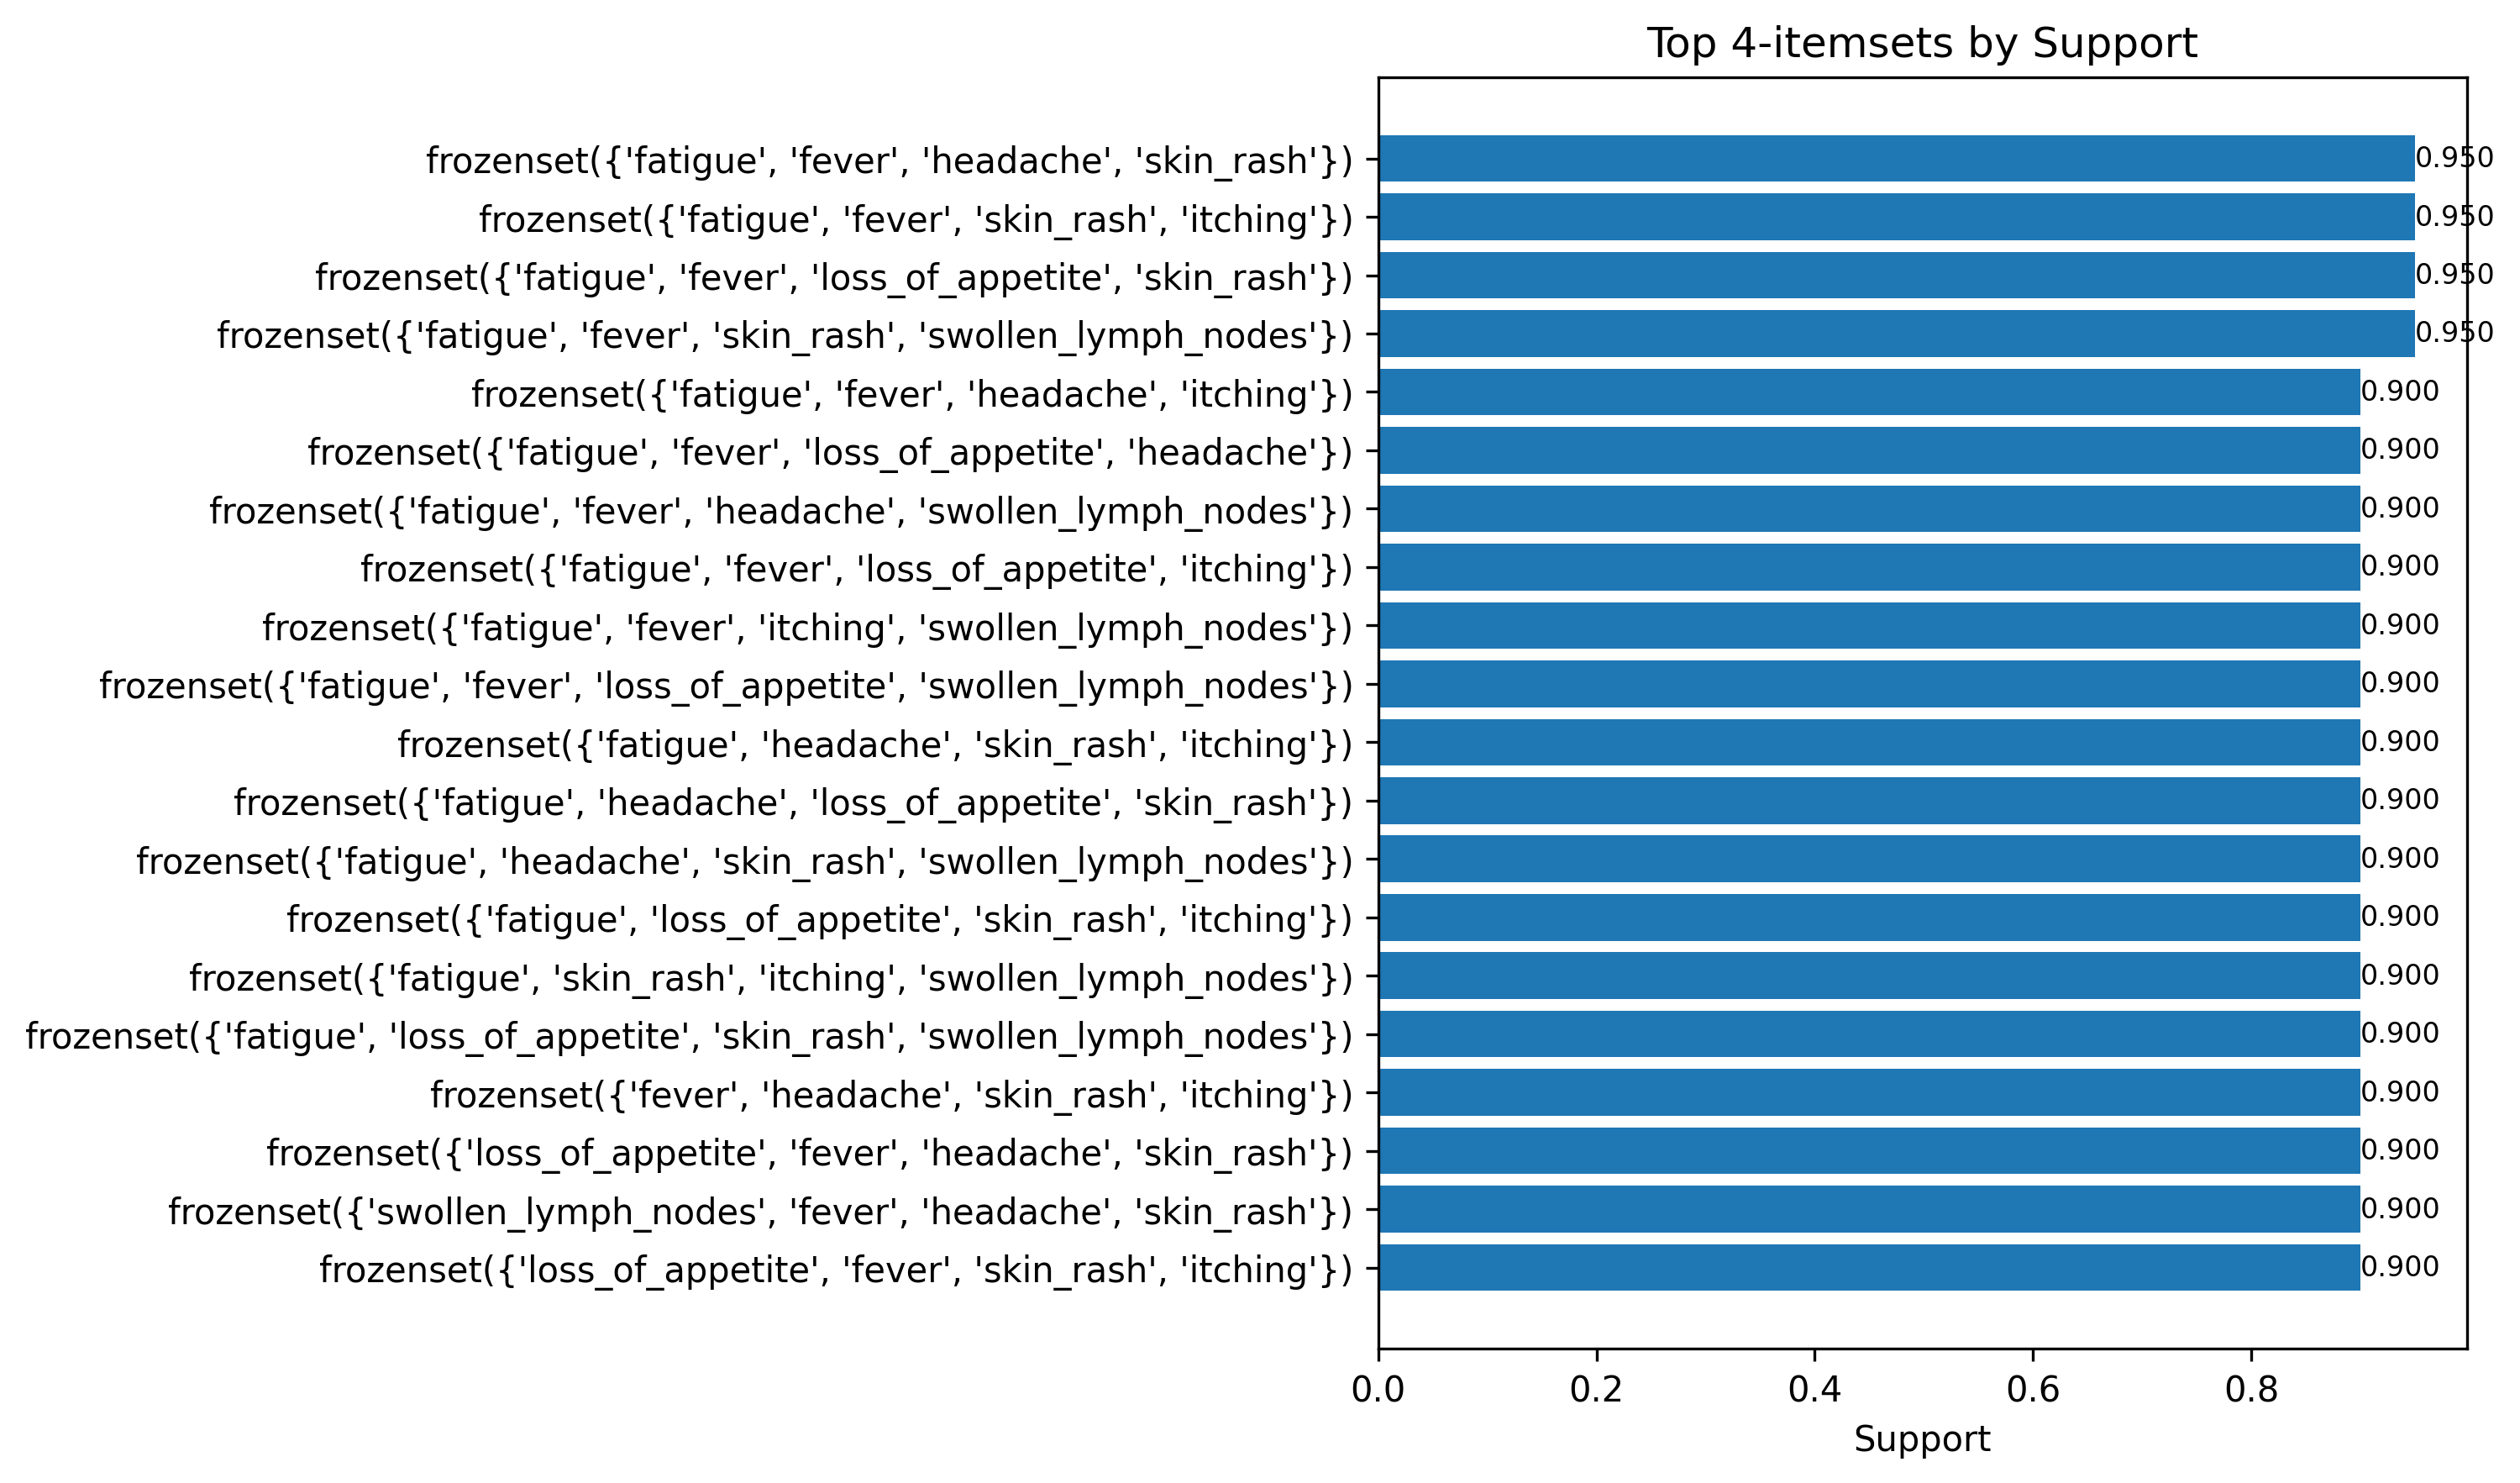 Top 4-itemsets by Support
frozenset({'fatigue', 'fever', 'headache', 'skin_rash'})
0.950
frozenset({'fatigue', 'fever', 'skin_rash', 'itching'})
0.950
frozenset({'fatigue', 'fever', 'loss_of_appetite', 'skin_rash'})
0.950
frozenset({'fatigue', 'fever', 'skin_rash', 'swollen_lymph_nodes'})
0.950
frozenset({'fatigue', 'fever', 'headache', 'itching'})
0.900
frozenset({'fatigue', 'fever', 'loss_of_appetite', 'headache'})
0.900
frozenset({'fatigue', 'fever', 'headache', 'swollen_lymph_nodes'})
0.900
frozenset({'fatigue', 'fever', 'loss_of_appetite', 'itching'})
0.900
frozenset({'fatigue', 'fever', 'itching', 'swollen_lymph_nodes'})
0.900
frozenset({'fatigue', 'fever', 'loss_of_appetite', 'swollen_lymph_nodes'})
0.900
frozenset({'fatigue', 'headache', 'skin_rash', 'itching'})
0.900
frozenset({'fatigue', 'headache', 'loss_of_appetite', 'skin_rash'})
0.900
frozenset({'fatigue', 'headache', 'skin_rash', 'swollen_lymph_nodes'})
0.900
frozenset({'fatigue', 'loss_of_appetite', 'skin_rash', 'itching'})
0.900
frozenset({'fatigue', 'skin_rash', 'itching', 'swollen_lymph_nodes'})
0.900
frozenset({'fatigue', 'loss_of_appetite', 'skin_rash', 'swollen_lymph_nodes'})
0.900
frozenset({'fever', 'headache', 'skin_rash', 'itching'})
0.900
frozenset({'loss_of_appetite', 'fever', 'headache', 'skin_rash'})
0.900
frozenset({'swollen_lymph_nodes', 'fever', 'headache', 'skin_rash'})
0.900
frozenset({'loss_of_appetite', 'fever', 'skin_rash', 'itching'})
0.900
0.0 0.2 0.4 0.6 0.8
Support